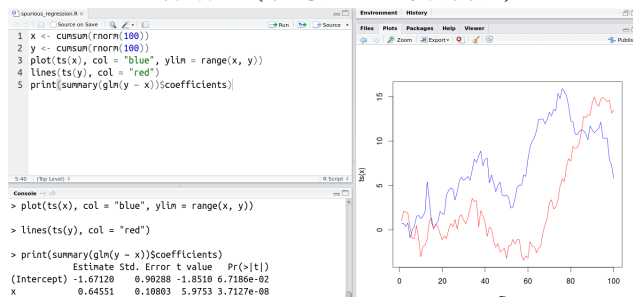 spurious_regression.R
Source on Save
Run
Source
1 x <- cumsum(rnorm(100))
2 y <- cumsum(rnorm(100))
3 plot(ts(x), col = "blue", ylim = range(x, y))
4 lines(ts(y), col = "red")
5 print(summary(glm(y ~ x))$coefficients)
5:40 (Top Level) R Script
Console ~/
> plot(ts(x), col = "blue", ylim = range(x, y))
> lines(ts(y), col = "red")
> print(summary(glm(y ~ x))$coefficients)
Estimate Std. Error t value Pr(>|t|)
(Intercept) -1.67120 0.90288 -1.8510 6.7186e-02
x 0.64551 0.10803 5.9753 3.7127e-08
Environment History
Files Plots Packages Help Viewer
Zoom Export Publis
ts(x)
15
10
5
0
0 20 40 60 80 100